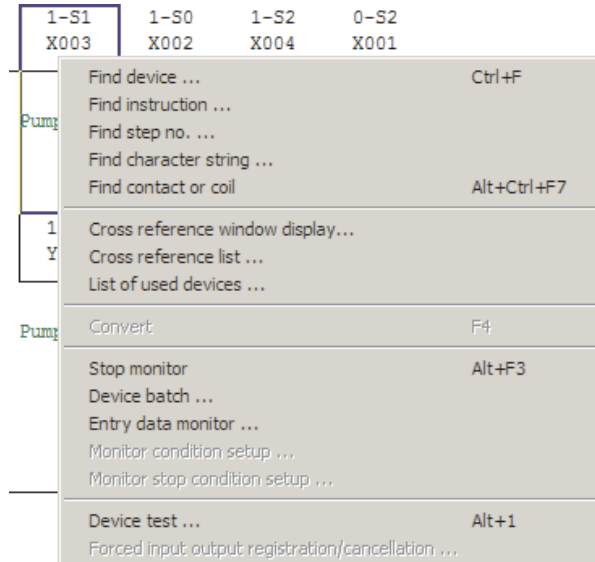 1-S1 1-S0 1-S2 0-S2
X003 X002 X004 X001
Find device ... Ctrl+F
Find instruction ...
Pump
Find step no. ...
Find character string ...
Find contact or coil Alt+Ctrl+F7
1 Cross reference window display...
Y Cross reference list ...
List of used devices ...
Pump Convert F4
Stop monitor Alt+F3
Device batch ...
Entry data monitor ...
Monitor condition setup ...
Monitor stop condition setup ...
Device test ... Alt+1
Forced input output registration/cancellation ...